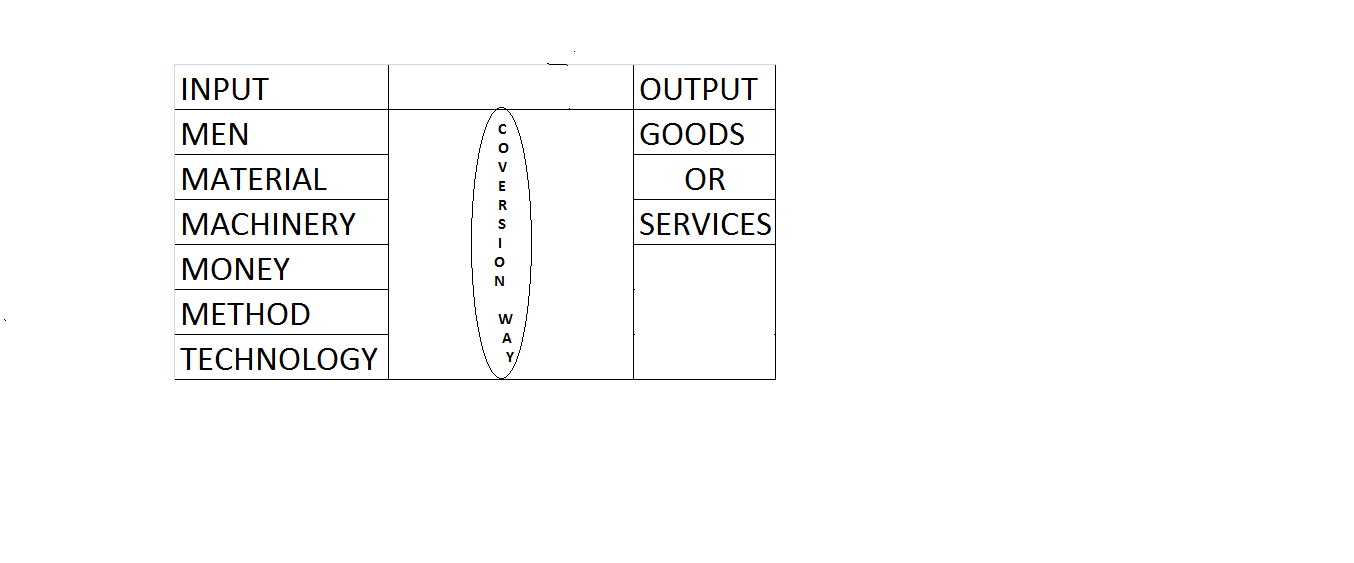 INPUT OUTPUT
MEN GOODS
MATERIAL OR
MACHINERY SERVICES
MONEY
METHOD
TECHNOLOGY
COVERSION WAY